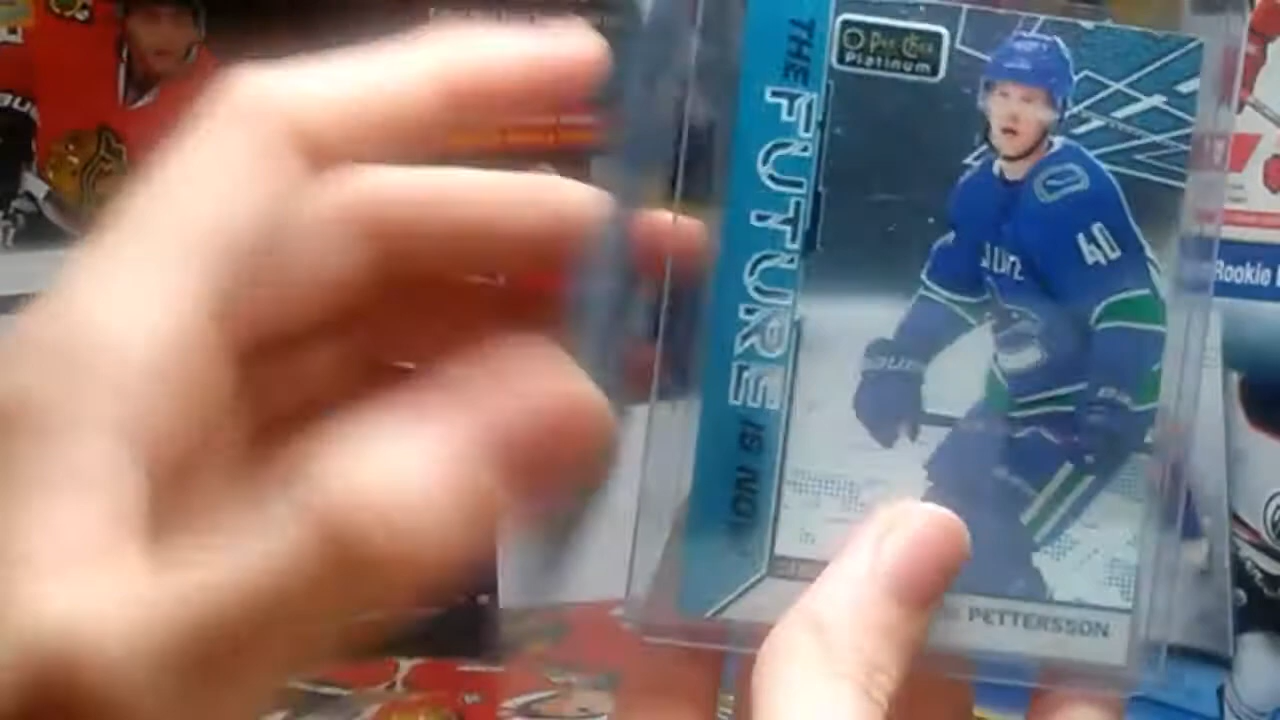 O Pee Chee
Platinum
THE FUTURE IS NOW
40
PETTERSSON
Rookie